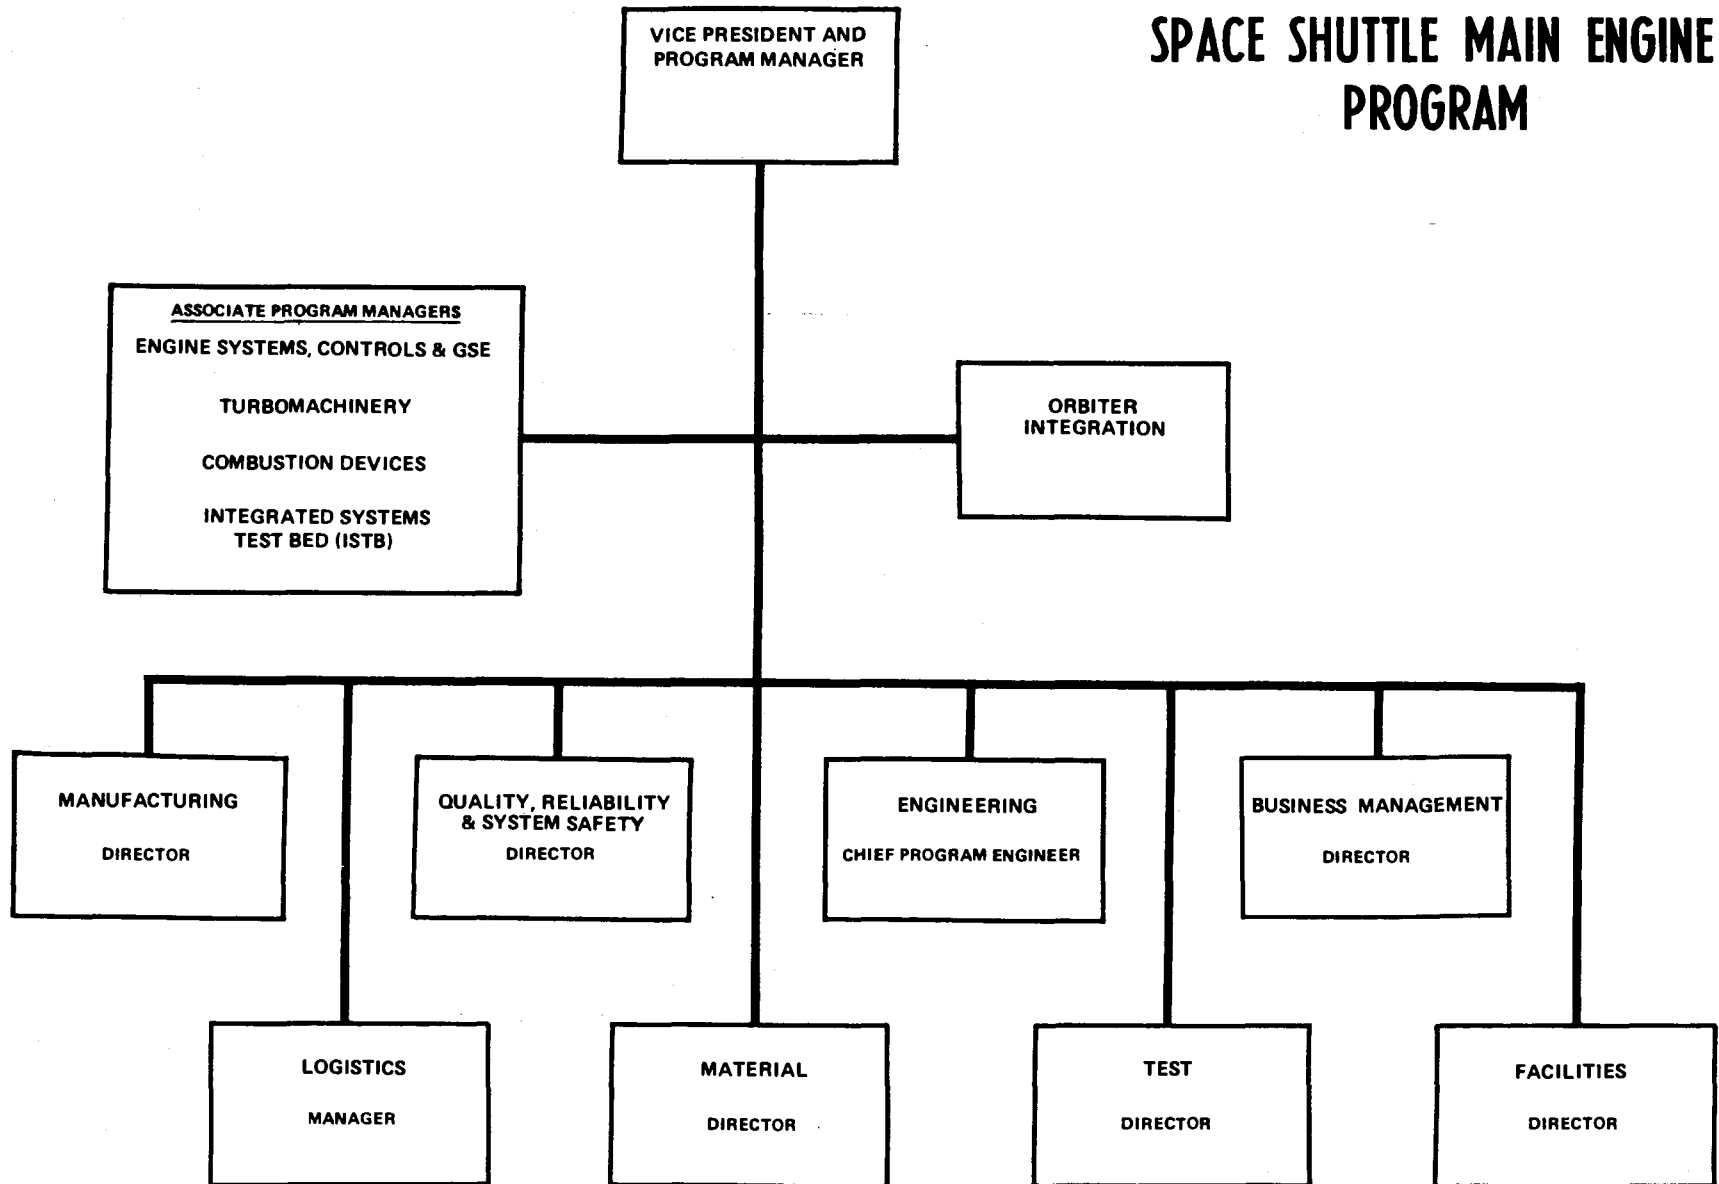 SPACE SHUTTLE MAIN ENGINE
PROGRAM
VICE PRESIDENT AND
PROGRAM MANAGER
ASSOCIATE PROGRAM MANAGERS
ENGINE SYSTEMS, CONTROLS & GSE
TURBOMACHINERY
COMBUSTION DEVICES
INTEGRATED SYSTEMS
TEST BED (ISTB)
ORBITER
INTEGRATION
MANUFACTURING
DIRECTOR
QUALITY, RELIABILITY
& SYSTEM SAFETY
DIRECTOR
ENGINEERING
CHIEF PROGRAM ENGINEER
BUSINESS MANAGEMENT
DIRECTOR
LOGISTICS
MANAGER
MATERIAL
DIRECTOR
TEST
DIRECTOR
FACILITIES
DIRECTOR